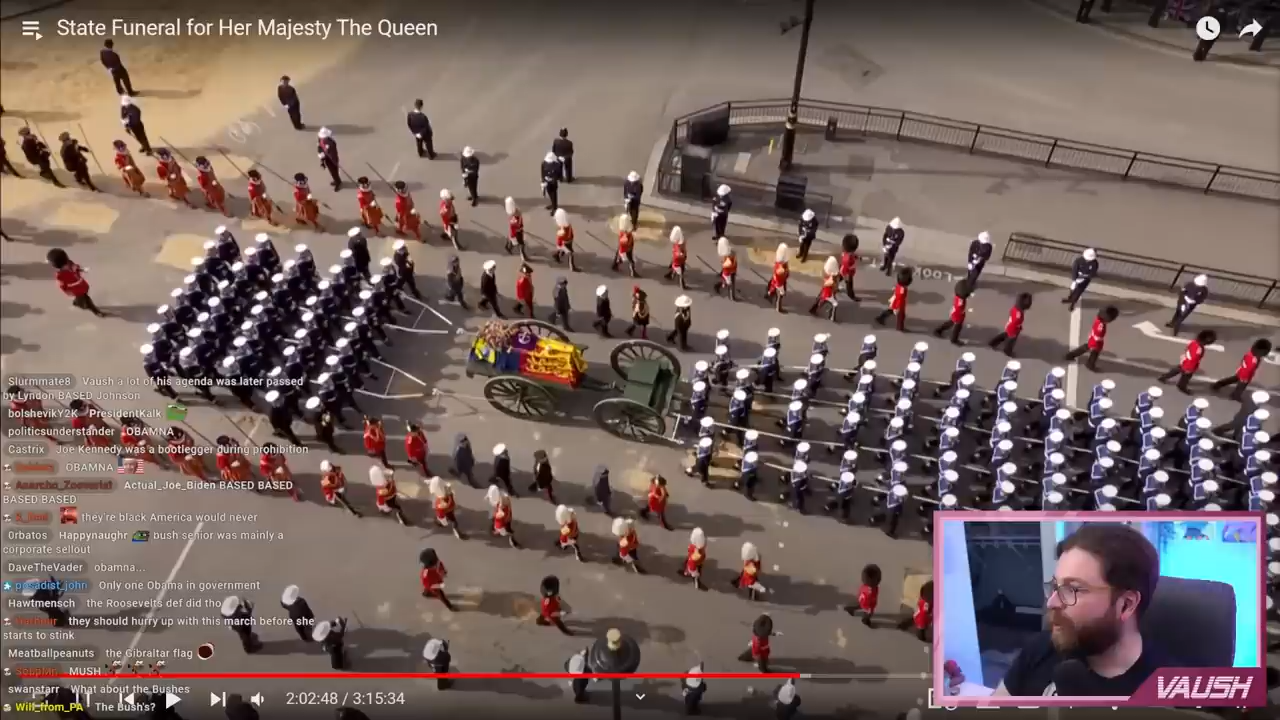 State Funeral for Her Majesty The Queen
LOOK
Slurmmate8 Vaush a lot of his agenda was later passed
by Lyndon BASED Johnson
bolshevikY2K PresidentKalk
politicsunderstander OBAMNA
Castrix Joe Kennedy was a bootlegger during prohibition
OBAMNA
Actual_Joe_Biden BASED BASED
BASED BASED
they're black America would never
0rbatos Happynaughr bush senior was mainly a
corporate sellout
DaveTheVader obamna...
posadist_john Only one Obama in government
Hawtmensch the Roosevelts def did tho
they should hurry up with this march before she
starts to stink
Meatballpeanuts the Gibraltar flag
MUSH
swanstarr What about the Bushes
Will_from_PA The Bush's?
2:02:48 / 3:15:34
VAUSH